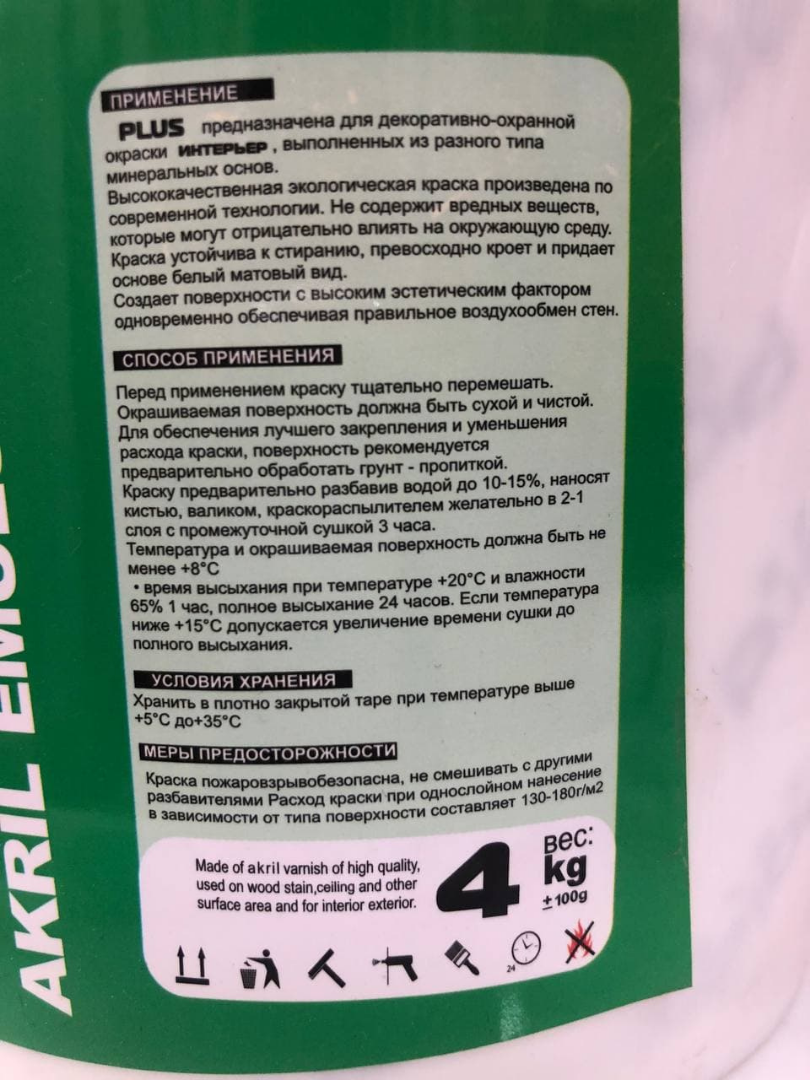 ПРИМЕНЕНИЕ
PLUS предназначена для декоративно-охранной
окраски ИНТЕРЬЕР , выполненных из разного типа
минеральных основ.
Высококачественная экологическая краска произведена по
современной технологии. Не содержит вредных веществ,
которые могут отрицательно влиять на окружающую среду.
Краска устойчива к стиранию, превосходно кроет и придает
основе белый матовый вид.
Создает поверхности с высоким эстетическим фактором
одновременно обеспечивая правильное воздухообмен стен.
СПОСОБ ПРИМЕНЕНИЯ
Перед применением краску тщательно перемешать.
Окрашиваемая поверхность должна быть сухой и чистой.
Для обеспечения лучшего закрепления и уменьшения
расхода краски, поверхность рекомендуется
предварительно обработать грунт - пропиткой.
Краску предварительно разбавив водой до 10-15%, наносят
кистью, валиком, краскораспылителем желательно в 2-1
слоя с промежуточной сушкой 3 часа.
Температура и окрашиваемая поверхность должна быть не
менее +8°С
• время высыхания при температуре +20°С и влажности
65% 1 час, полное высыхание 24 часов. Если температура
ниже +15°С допускается увеличение времени сушки до
полного высыхания.
УСЛОВИЯ ХРАНЕНИЯ
Хранить в плотно закрытой таре при температуре выше
+5°С до+35°С
МЕРЫ ПРЕДОСТОРОЖНОСТИ
Краска пожаровзрывобезопасна, не смешивать с другими
разбавителями Расход краски при однослойном нанесение
в зависимости от типа поверхности составляет 130-180г/м2
Made of akril varnish of high quality,
used on wood stain,ceiling and other
surface area and for interior exterior.
4
вес:
kg
±100g
24
AKRIL